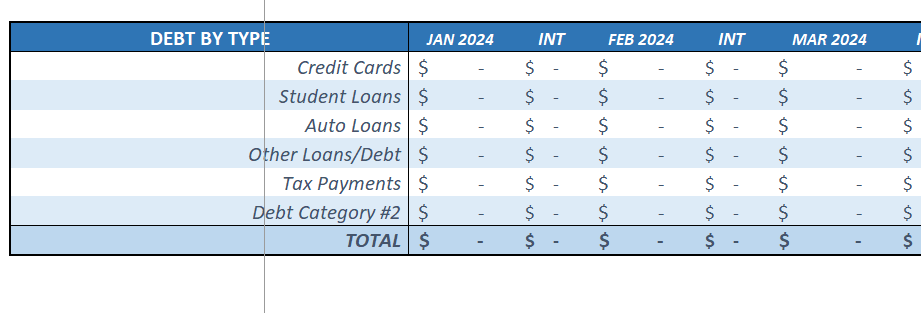 DEBT BY TYPE JAN 2024 INT FEB 2024 INT MAR 2024
Credit Cards $ - $ - $ - $ - $ - $
Student Loans $ - $ - $ - $ - $ - $
Auto Loans $ - $ - $ - $ - $ - $
Other Loans/Debt $ - $ - $ - $ - $ - $
Tax Payments $ - $ - $ - $ - $ - $
Debt Category #2 $ - $ - $ - $ - $ - $
TOTAL $ - $ - $ - $ - $ - $